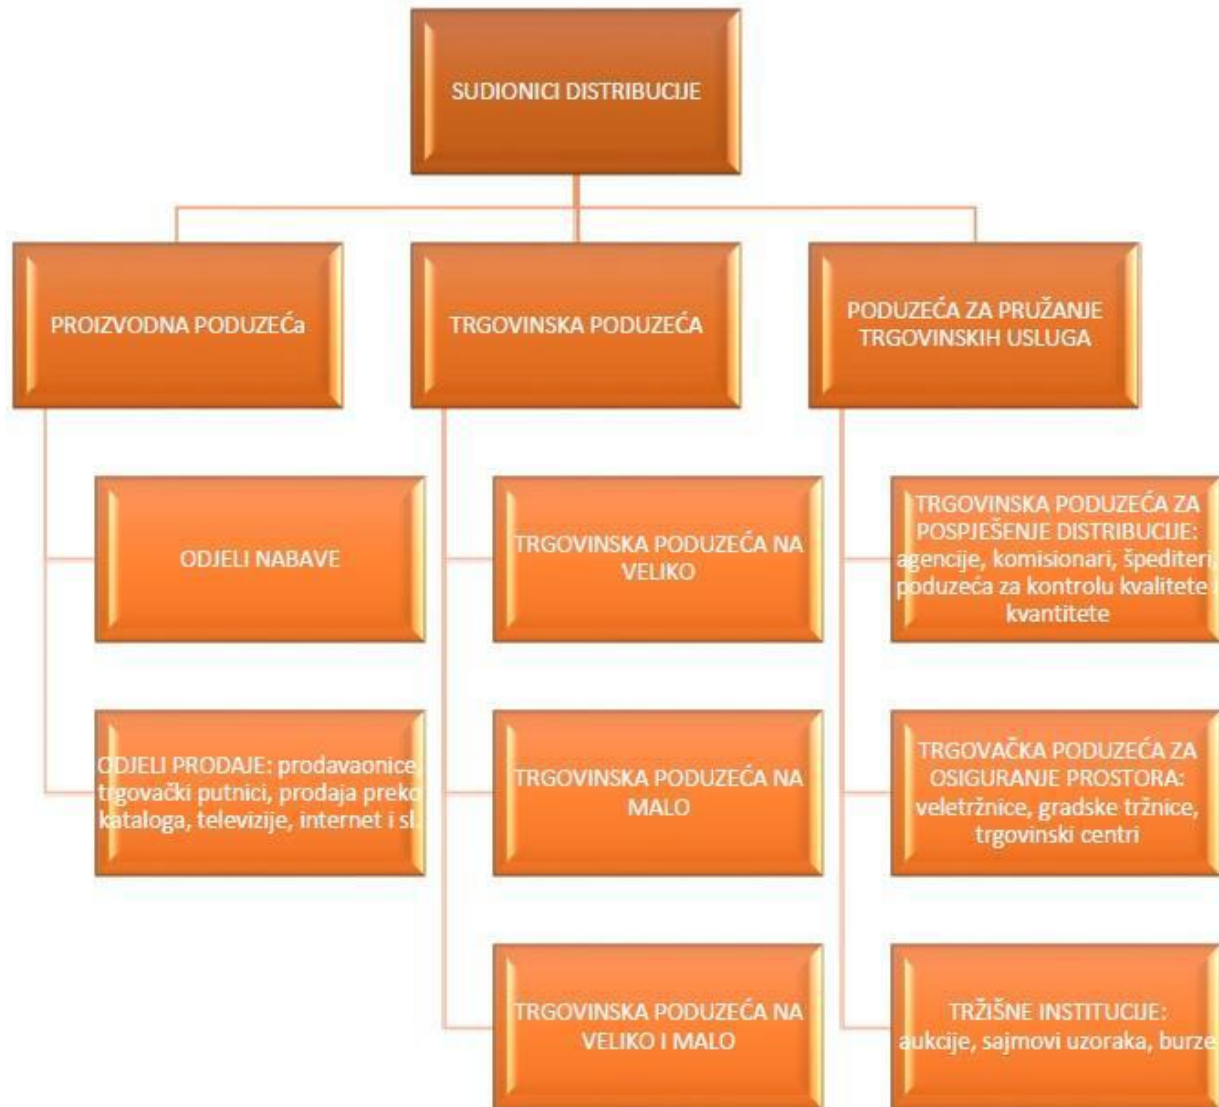 SUDIONICI DISTRIBUCIJE
PROIZVODNA PODUZEĆa
TRGOVINSKA PODUZEĆA
PODUZEĆA ZA PRUŽANJE
TRGOVINSKIH USLUGA
ODJELI NABAVE
TRGOVINSKA PODUZEĆA NA
VELIKO
TRGOVINSKA PODUZEĆA ZA
POSPJEŠENJE DISTRIBUCIJE:
agencije, komisionari, špediteri,
poduzeća za kontrolu kvalitete
kvantitete
ODJELI PRODAJE: prodavaonice,
trgovački putnici, prodaja preko
kataloga, televizije, internet i sl.
TRGOVINSKA PODUZEĆA NA
MALO
TRGOVAČKA PODUZEĆA ZA
OSIGURANJE PROSTORA:
veletržnice, gradske tržnice,
trgovinski centri
TRGOVINSKA PODUZEĆA NA
VELIKO I MALO
TRŽIŠNE INSTITUCIJE:
aukcije, sajmovi uzoraka, burze